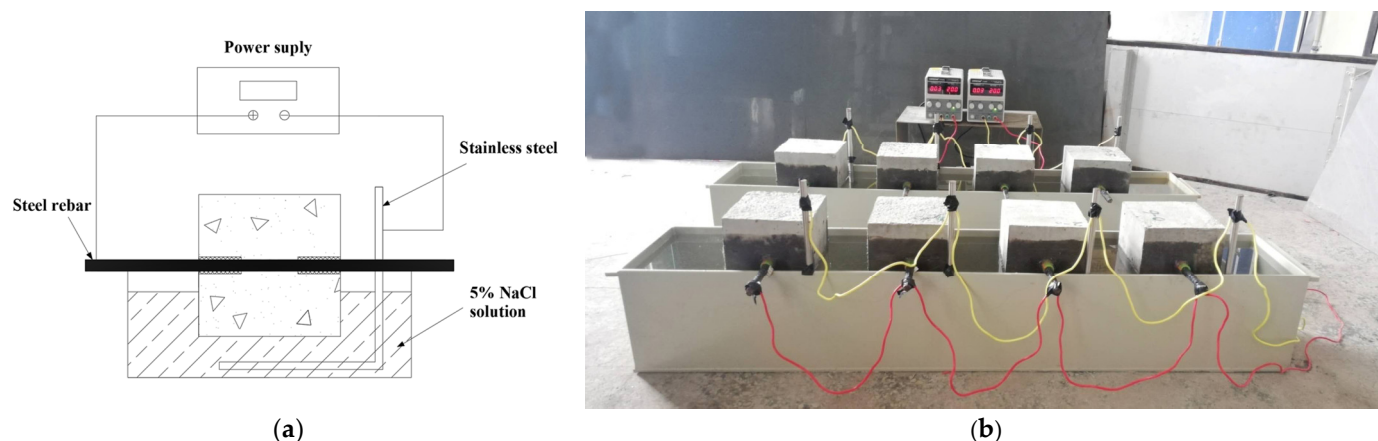 Power suply
⊕ ⊖
Stainless steel
Steel rebar
5% NaCl
solution
(a)
(b)